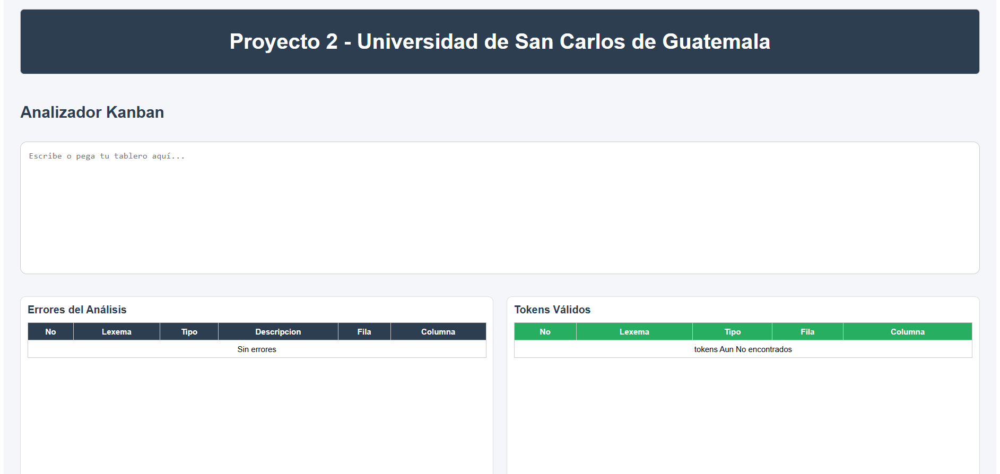 Proyecto 2 - Universidad de San Carlos de Guatemala
Analizador Kanban
Escribe o pega tu tablero aquí...
Errores del Análisis
No Lexema Tipo Descripcion Fila Columna
Sin errores
Tokens Válidos
No Lexema Tipo Fila Columna
tokens Aun No encontrados